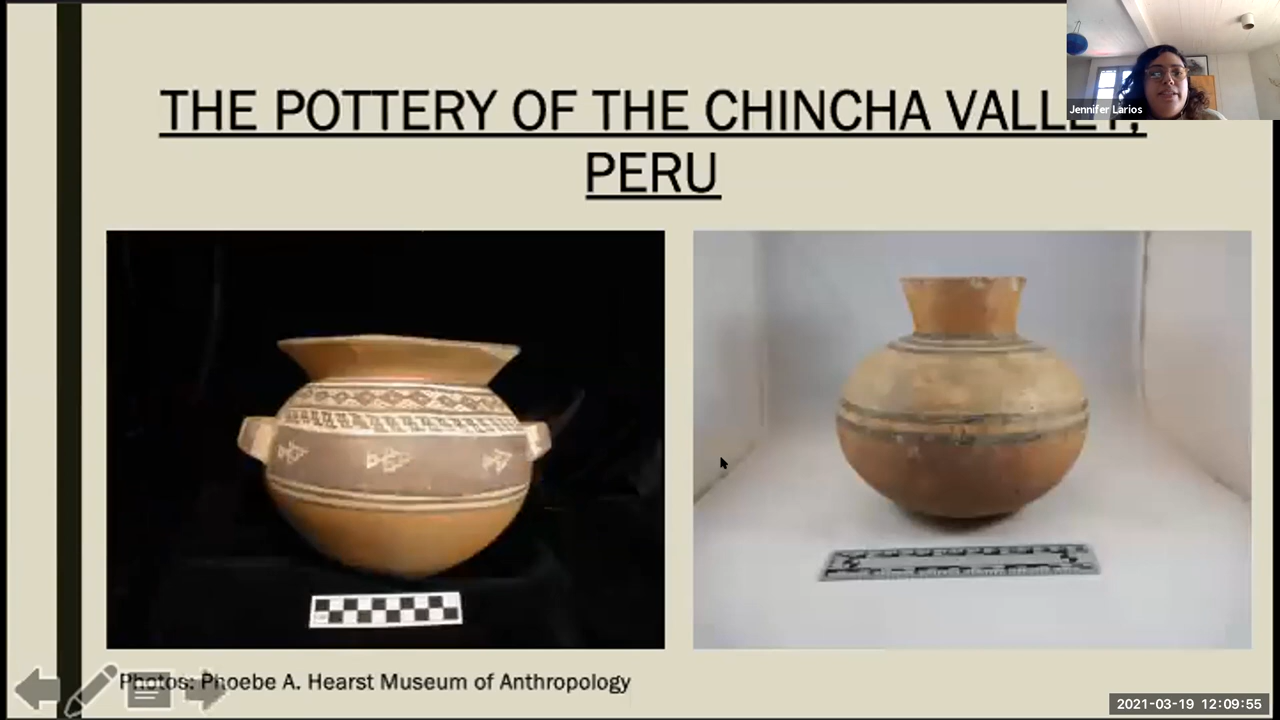 THE POTTERY OF THE CHINCHA VALLEY,
PERU
Jennifer Larios
Photos: Phoebe A. Hearst Museum of Anthropology
2021-03-19 12:09:55